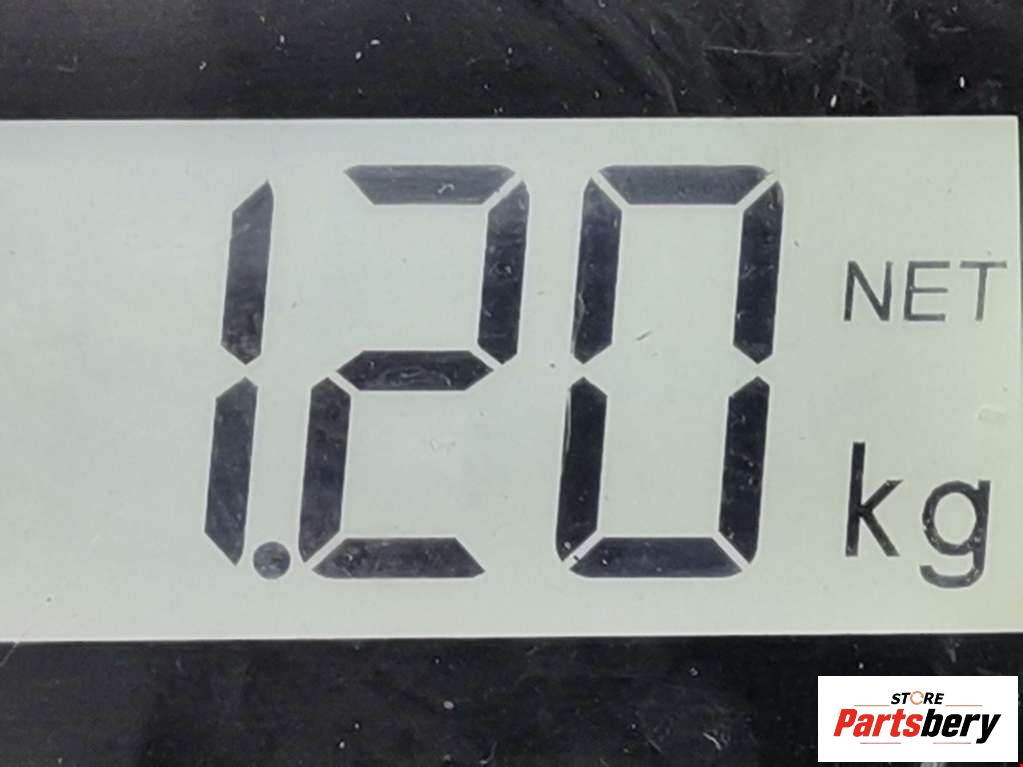 1.20 NET
kg
STORE
Partsbery